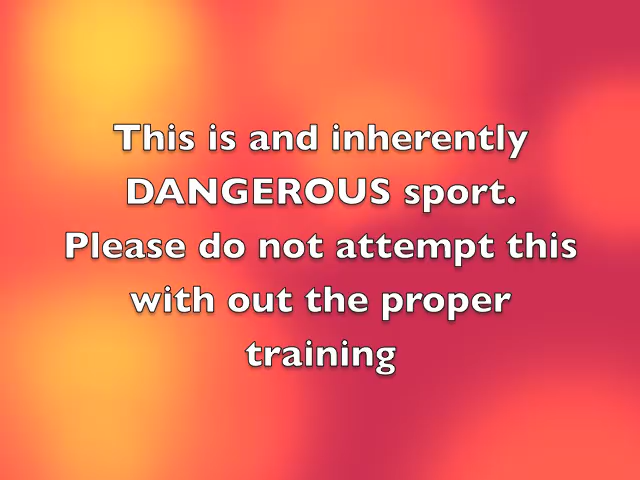 This is and inherently
DANGEROUS sport.
Please do not attempt this
with out the proper
training